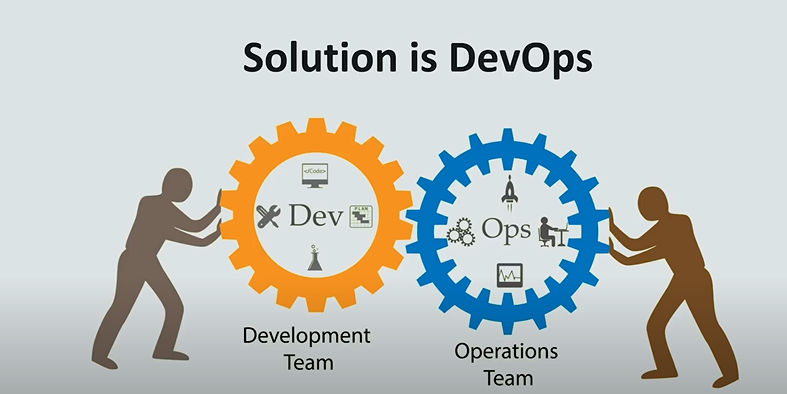 Solution is DevOps
</Code>
Dev
PLAN
Ops
Development
Team
Operations
Team